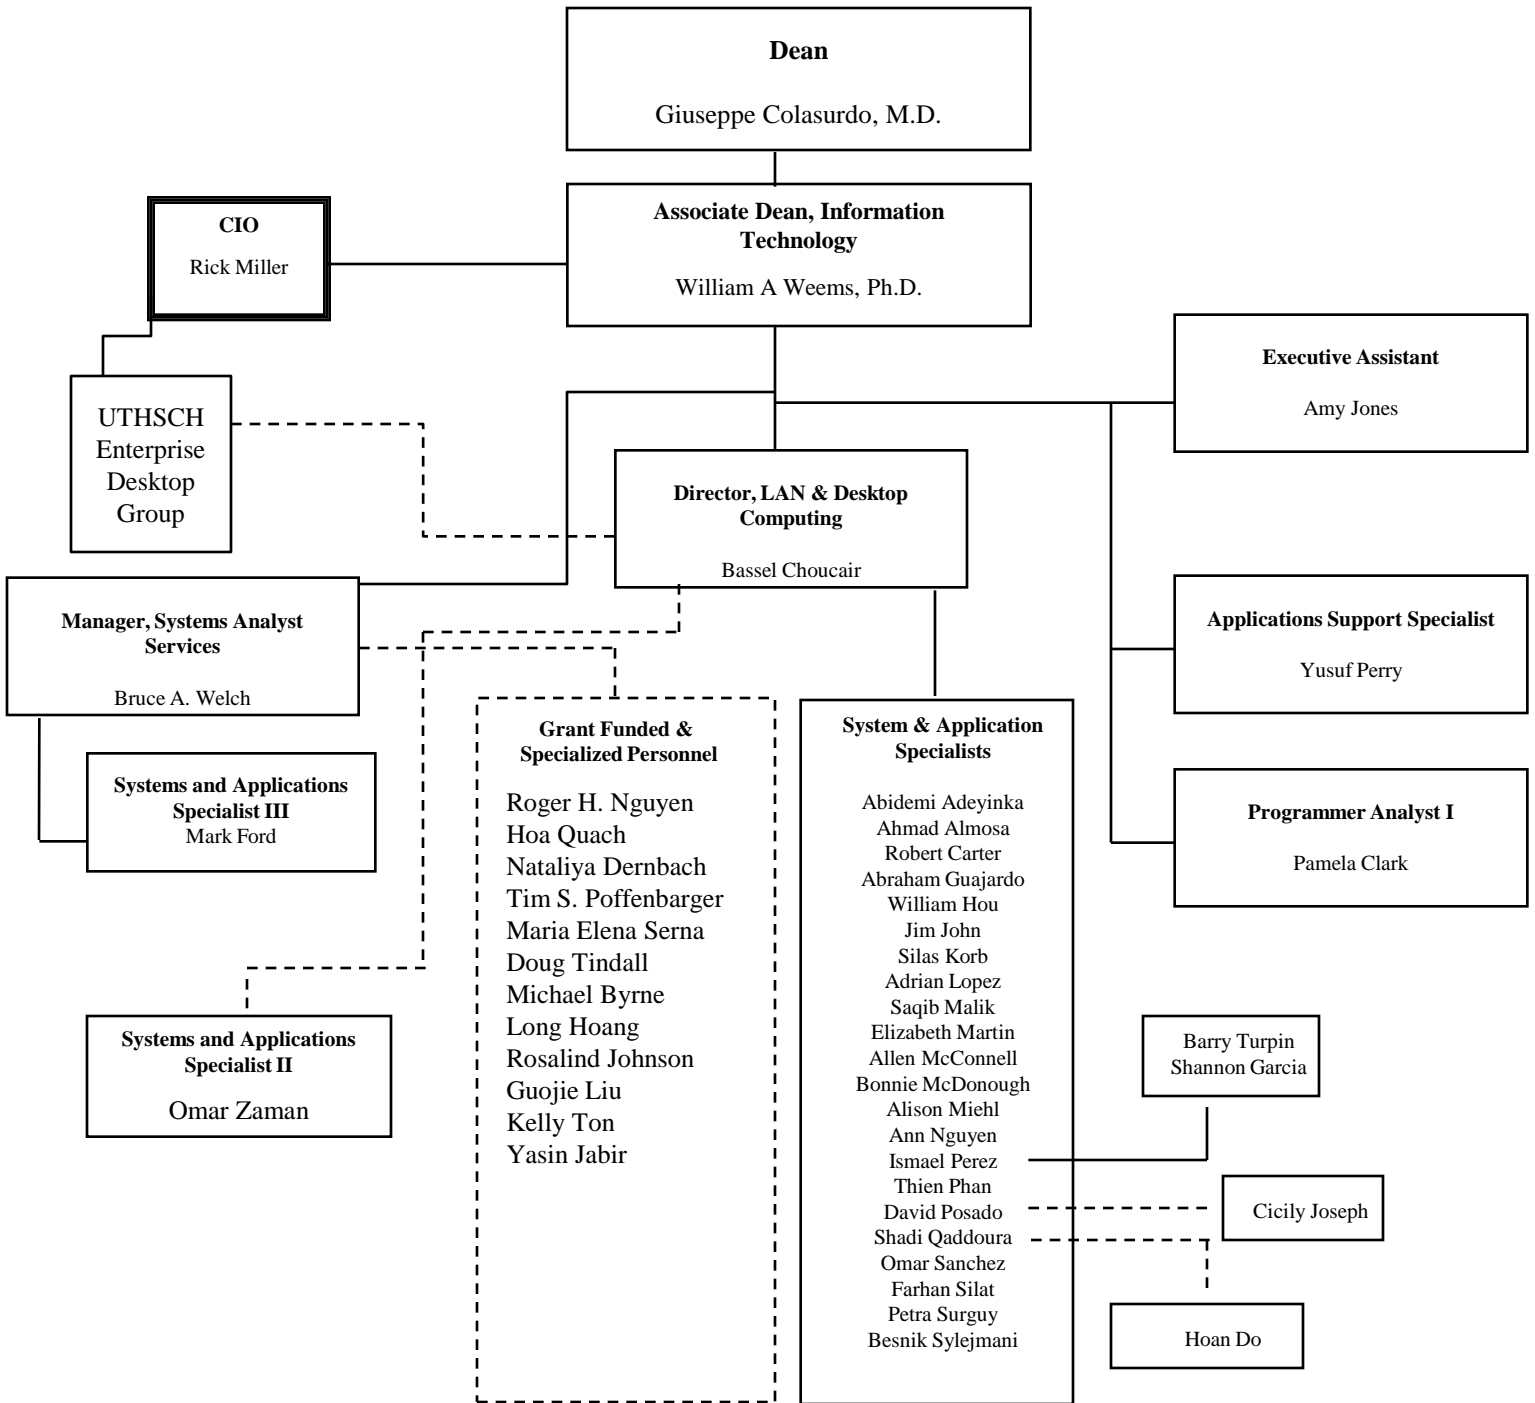 Dean
Giuseppe Colasurdo, M.D.
CIO
Rick Miller
Associate Dean, Information
Technology
William A Weems, Ph.D.
Executive Assistant
Amy Jones
UTHSCH
Enterprise
Desktop
Group
Director, LAN & Desktop
Computing
Bassel Choucair
Manager, Systems Analyst
Services
Bruce A. Welch
Applications Support Specialist
Yusuf Perry
Systems and Applications
Specialist III
Mark Ford
Grant Funded &
Specialized Personnel
Roger H. Nguyen
Hoa Quach
Nataliya Dernbach
Tim S. Poffenbarger
Maria Elena Serna
Doug Tindall
Michael Byrne
Long Hoang
Rosalind Johnson
Guojie Liu
Kelly Ton
Yasin Jabir
System & Application
Specialists
Abidemi Adeyinka
Ahmad Almosa
Robert Carter
Abraham Guajardo
William Hou
Jim John
Silas Korb
Adrian Lopez
Saqib Malik
Elizabeth Martin
Allen McConnell
Bonnie McDonough
Alison Miehl
Ann Nguyen
Ismael Perez
Thien Phan
David Posado
Shadi Qaddoura
Omar Sanchez
Farhan Silat
Petra Surguy
Besnik Sylejmani
Programmer Analyst I
Pamela Clark
Systems and Applications
Specialist II
Omar Zaman
Barry Turpin
Shannon Garcia
Cicily Joseph
Hoan Do